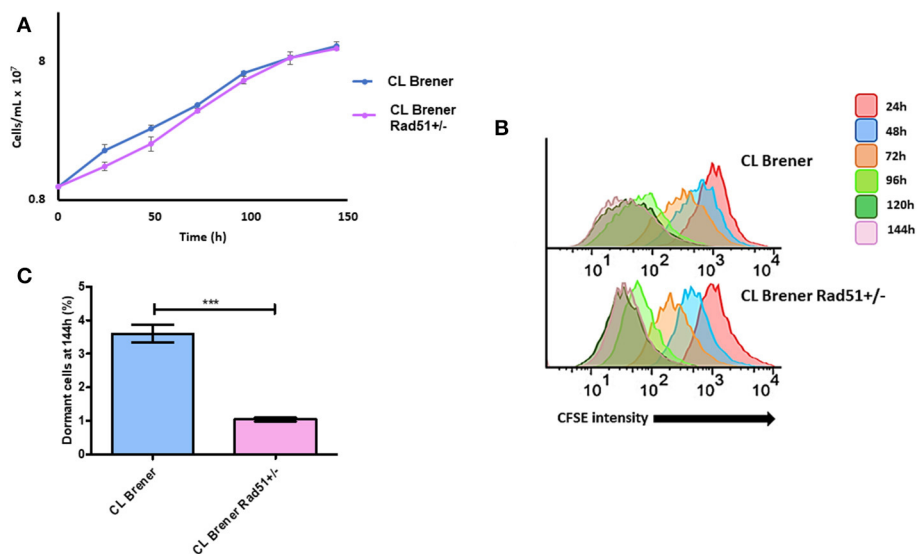 A
Cells/mL x 10⁷
8
0.8
0
50
100
150
Time (h)
CL Brener
CL Brener
Rad51+/-
B
CL Brener
10¹ 10² 10³ 10⁴
CL Brener Rad51+/-
10¹ 10² 10³ 10⁴
CFSE intensity
24h
48h
72h
96h
120h
144h
C
Dormant cells at 144h (%)
5
4
3
2
1
0
***
CL Brener
CL Brener Rad51+/-